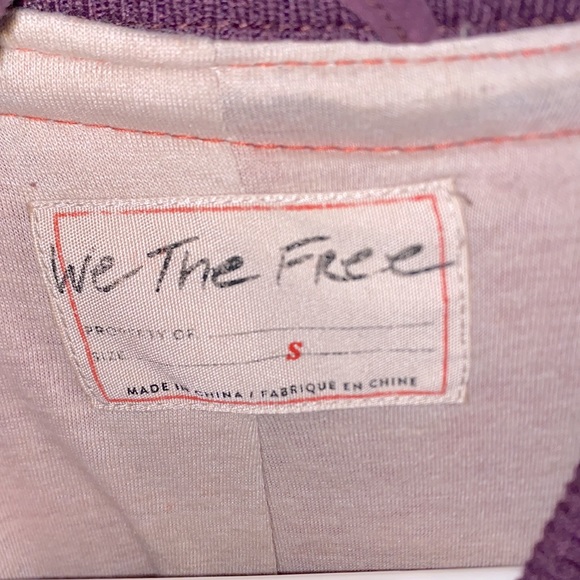 We The Free
PROPERTY OF
SIZE S
MADE IN CHINA / FABRIQUE EN CHINE